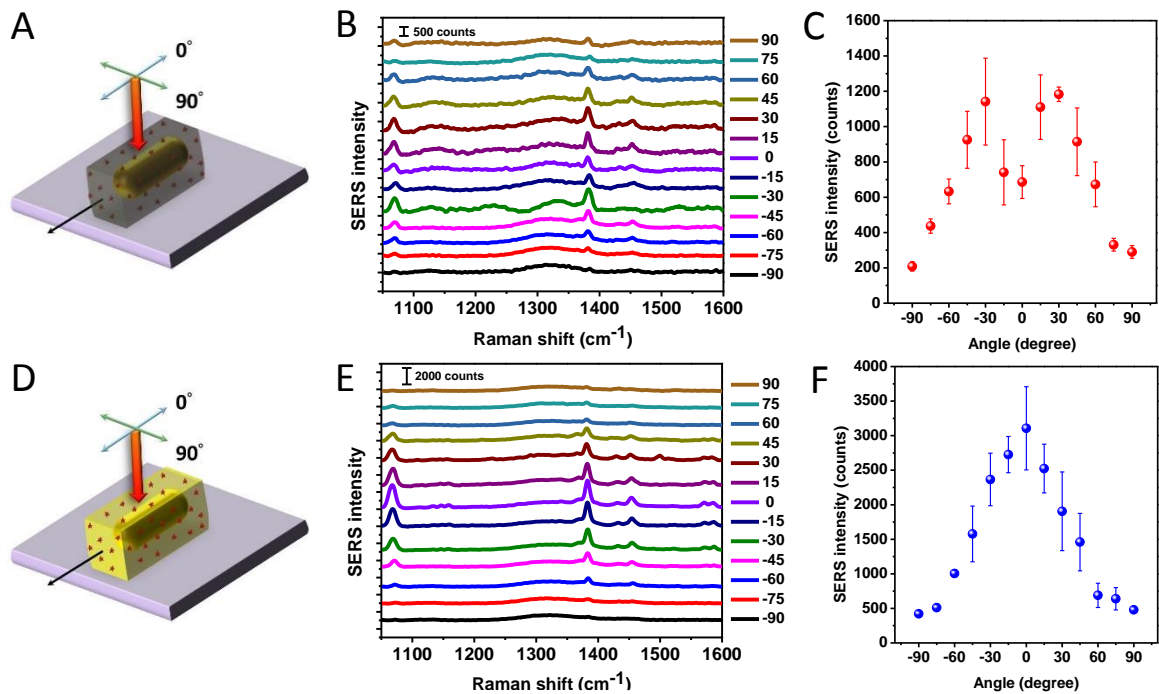 A
0°
90°
B
500 counts
SERS intensity
90
75
60
45
30
15
0
-15
-30
-45
-60
-75
-90
1100 1200 1300 1400 1500 1600
Raman shift (cm-1)
C
SERS intensity (counts)
1600
1400
1200
1000
800
600
400
200
0
-90 -60 -30 0 30 60 90
Angle (degree)
D
0°
90°
E
2000 counts
SERS intensity
90
75
60
45
30
15
0
-15
-30
-45
-60
-75
-90
1100 1200 1300 1400 1500 1600
Raman shift (cm-1)
F
SERS intensity (counts)
4000
3500
3000
2500
2000
1500
1000
500
0
-90 -60 -30 0 30 60 90
Angle (degree)